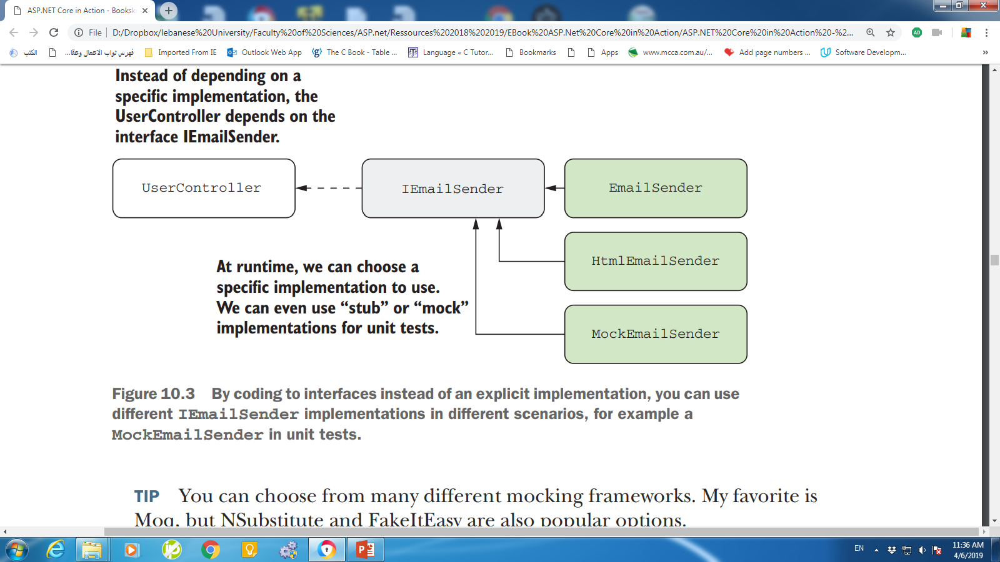 ASP.NET Core in Action - Booksk
File
D:/Dropbox/lebanese%20University/Faculty%20of%20Sciences/ASP.net/Ressources%202018%202019/EBook%20ASP.Net%20Core%20in%20Action/ASP.NET%20Core%20in%20Action%20-%2...
AD
الكتب
فهرس ثواب الاعمال وعقا...
Imported From IE
Outlook Web App
The C Book - Table ...
Language « C Tutor...
Bookmarks
Apps
www.mcca.com.au/...
Add page numbers ...
Software Developm...
»
Instead of depending on a
specific implementation, the
UserController depends on the
interface IEmailSender.
UserController
IEmailSender
EmailSender
HtmlEmailSender
MockEmailSender
At runtime, we can choose a
specific implementation to use.
We can even use “stub” or “mock”
implementations for unit tests.
Figure 10.3 By coding to interfaces instead of an explicit implementation, you can use
different IEmailSender implementations in different scenarios, for example a
MockEmailSender in unit tests.
TIP You can choose from many different mocking frameworks. My favorite is
Moq, but NSubstitute and FakeItEasy are also popular options.
EN
11:36 AM
4/6/2019